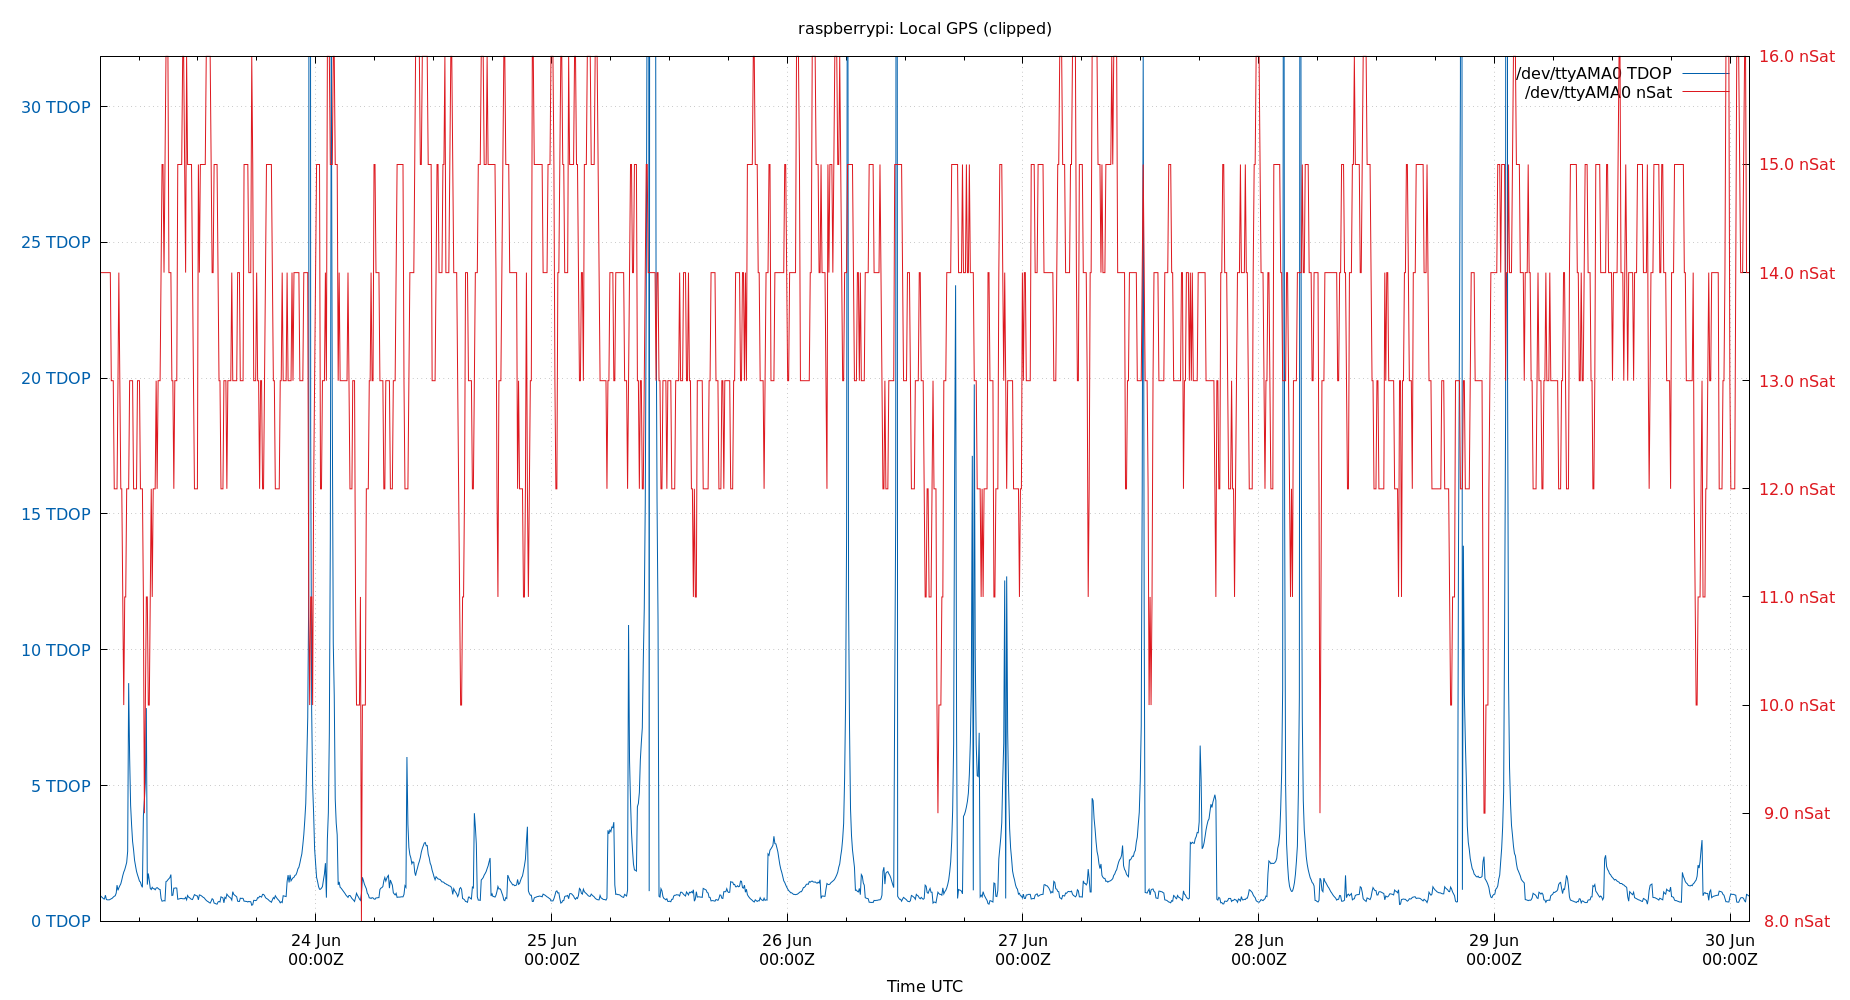 raspberrypi: Local GPS (clipped)
/dev/ttyAMA0 TDOP
/dev/ttyAMA0 nSat
30 TDOP
25 TDOP
20 TDOP
15 TDOP
10 TDOP
5 TDOP
0 TDOP
16.0 nSat
15.0 nSat
14.0 nSat
13.0 nSat
12.0 nSat
11.0 nSat
10.0 nSat
9.0 nSat
8.0 nSat
24 Jun
00:00Z
25 Jun
00:00Z
26 Jun
00:00Z
27 Jun
00:00Z
28 Jun
00:00Z
29 Jun
00:00Z
30 Jun
00:00Z
Time UTC